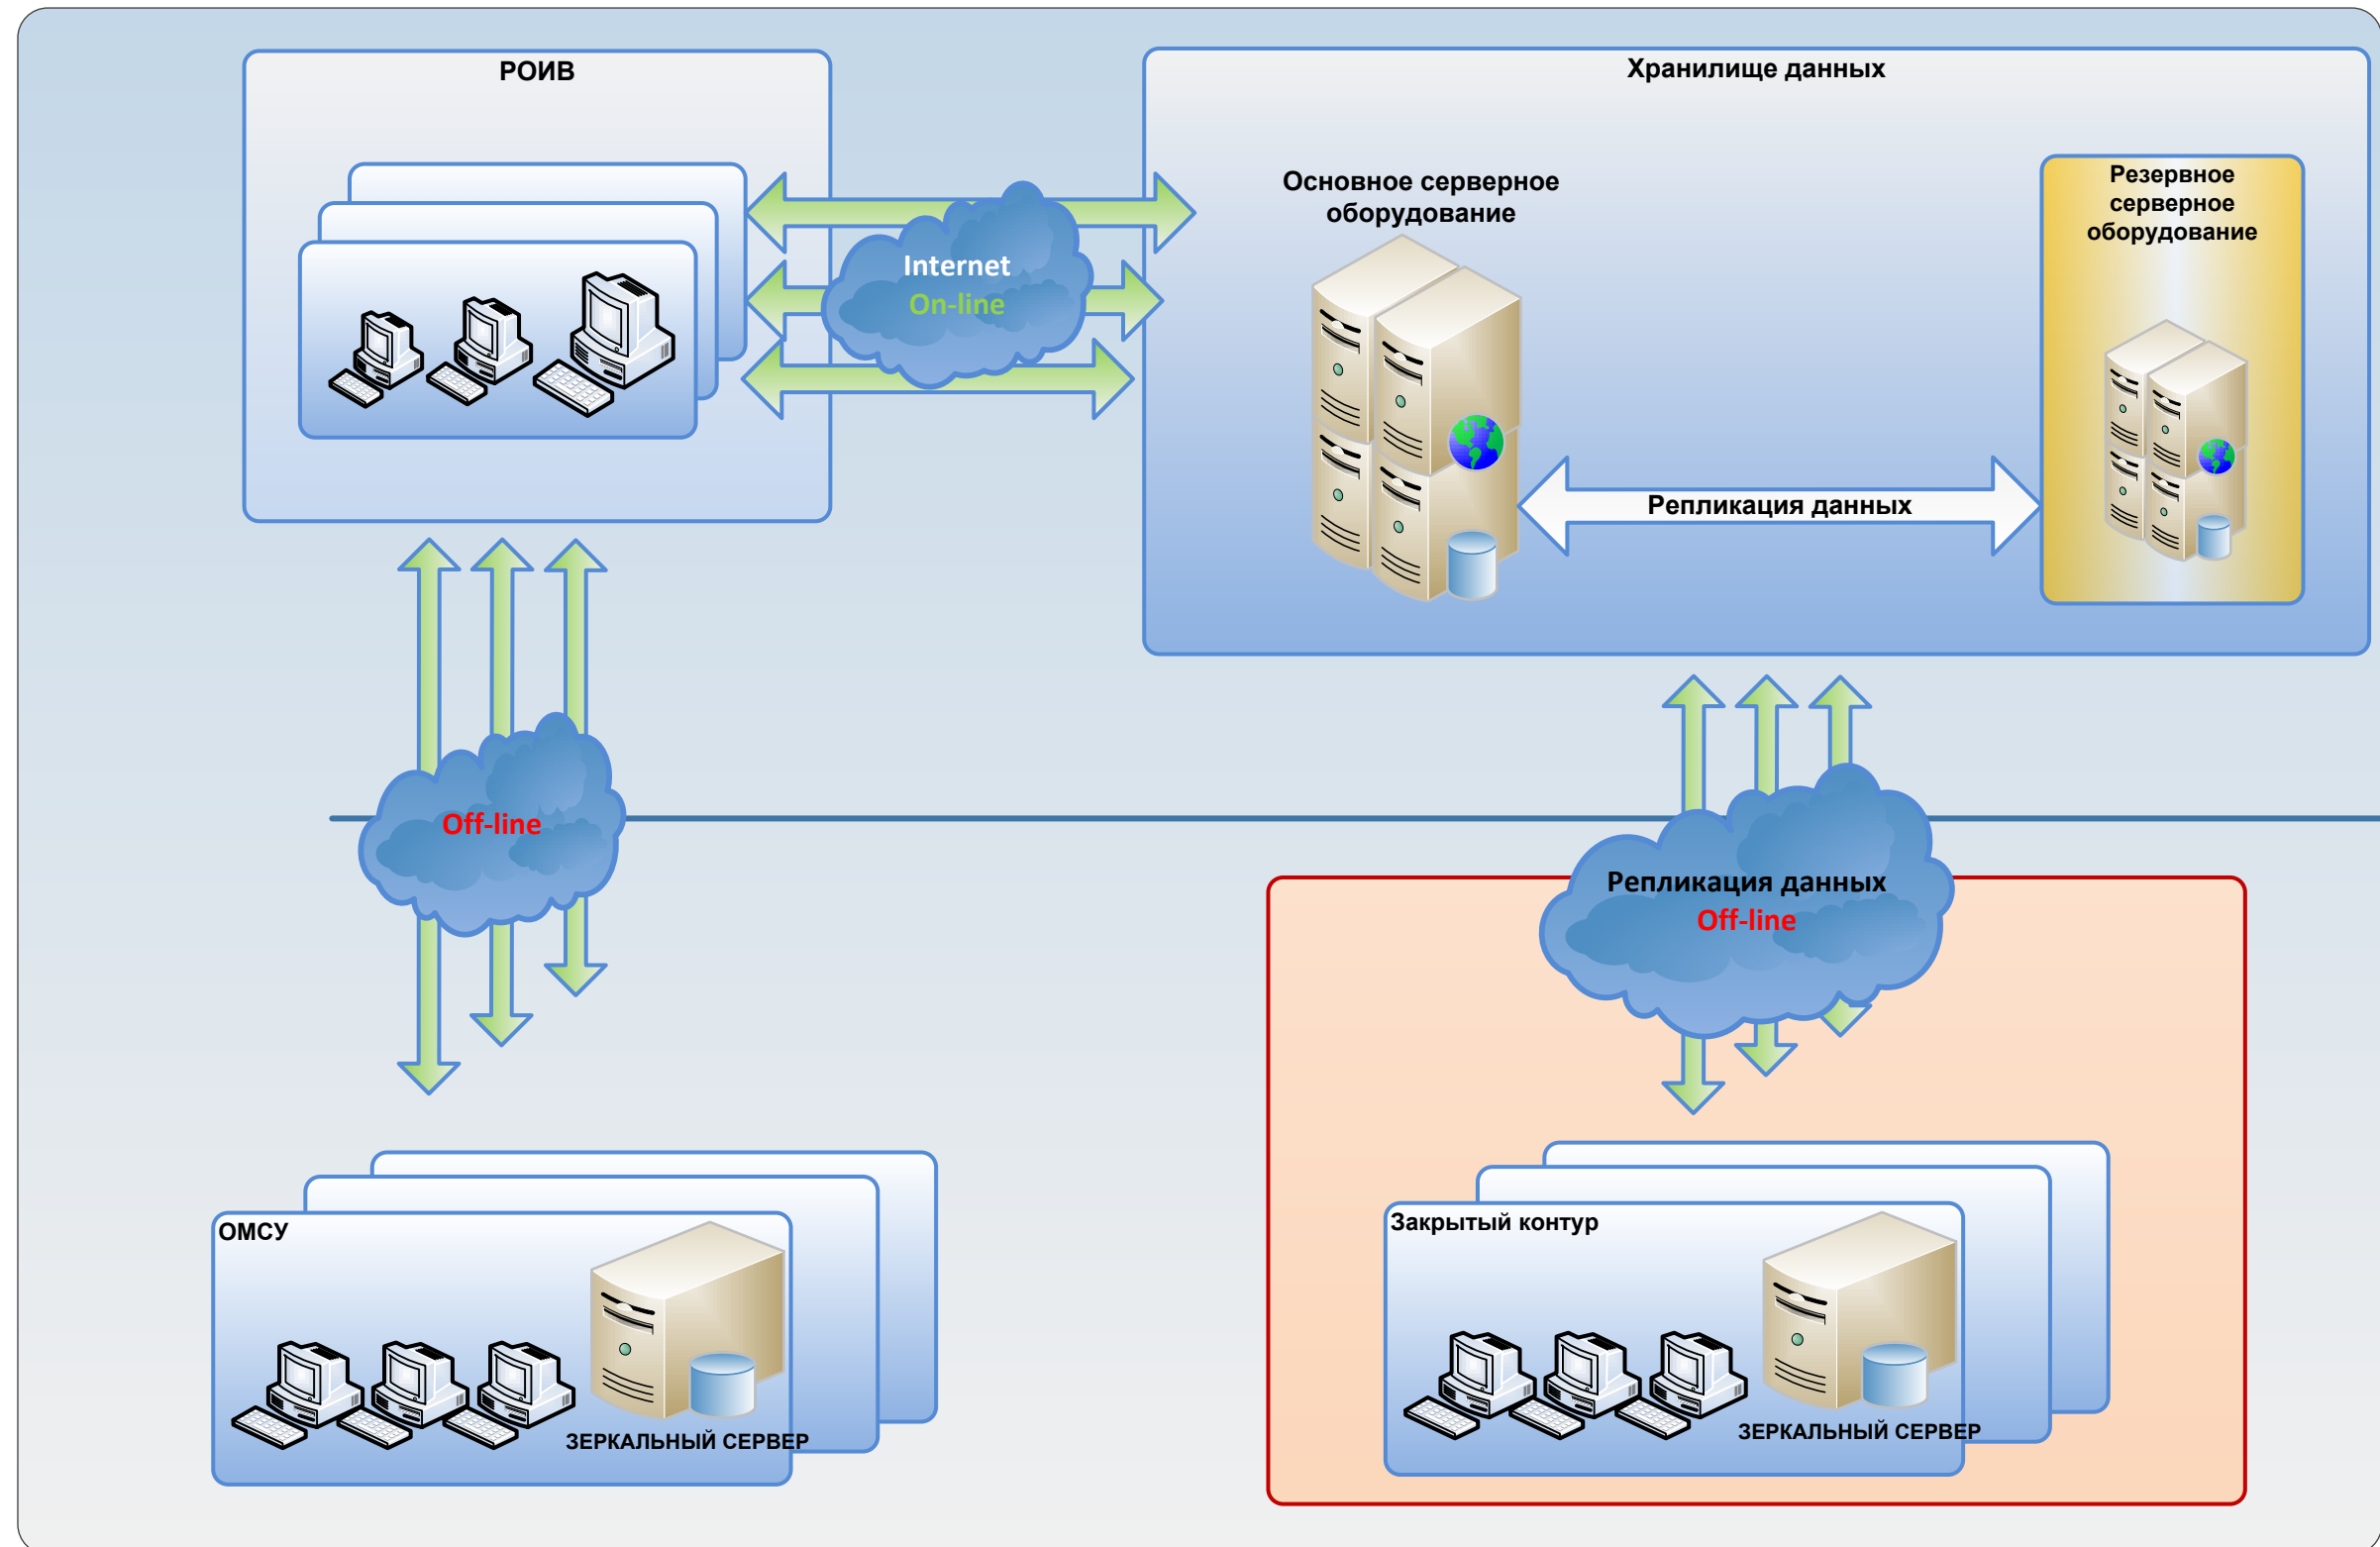 РОИВ
Хранилище данных
Основное серверное
оборудование
Резервное
серверное
оборудование
Internet
On-line
Репликация данных
Off-line
Репликация данных
Off-line
ОМСУ
ЗЕРКАЛЬНЫЙ СЕРВЕР
Закрытый контур
ЗЕРКАЛЬНЫЙ СЕРВЕР